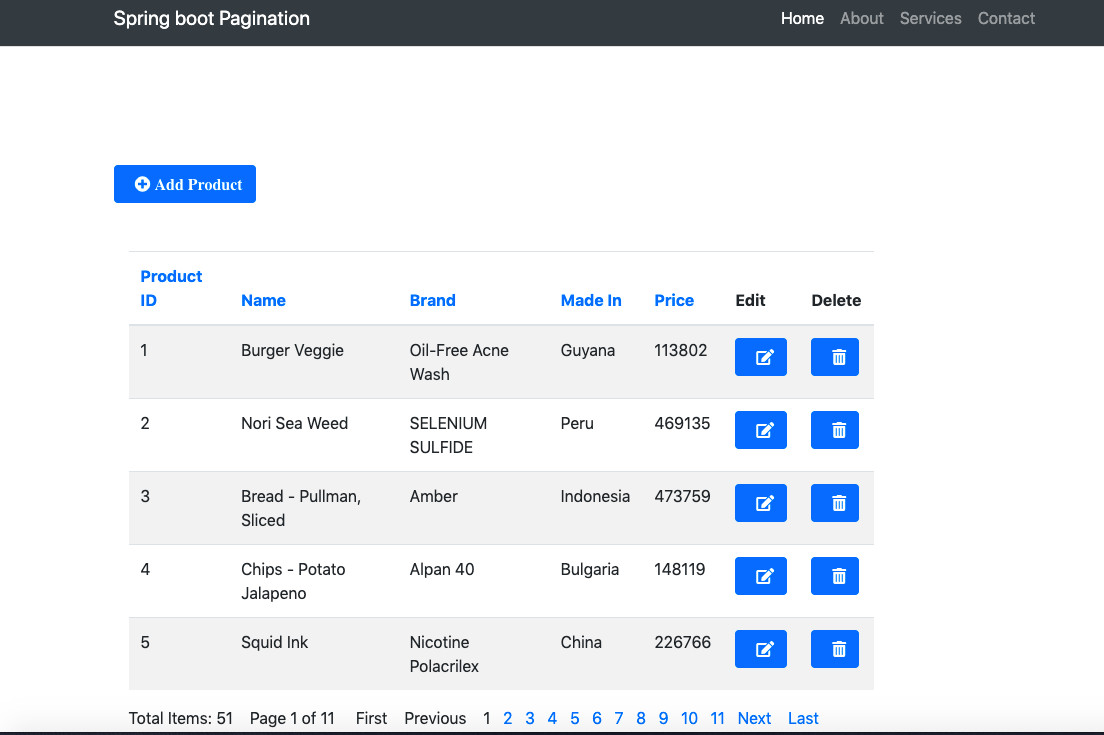 Spring boot Pagination Home About Services Contact
Add Product
Product ID Name Brand Made In Price Edit Delete
1 Burger Veggie Oil-Free Acne Wash Guyana 113802
2 Nori Sea Weed SELENIUM SULFIDE Peru 469135
3 Bread - Pullman, Sliced Amber Indonesia 473759
4 Chips - Potato Jalapeno Alpan 40 Bulgaria 148119
5 Squid Ink Nicotine Polacrilex China 226766
Total Items: 51 Page 1 of 11 First Previous 1 2 3 4 5 6 7 8 9 10 11 Next Last